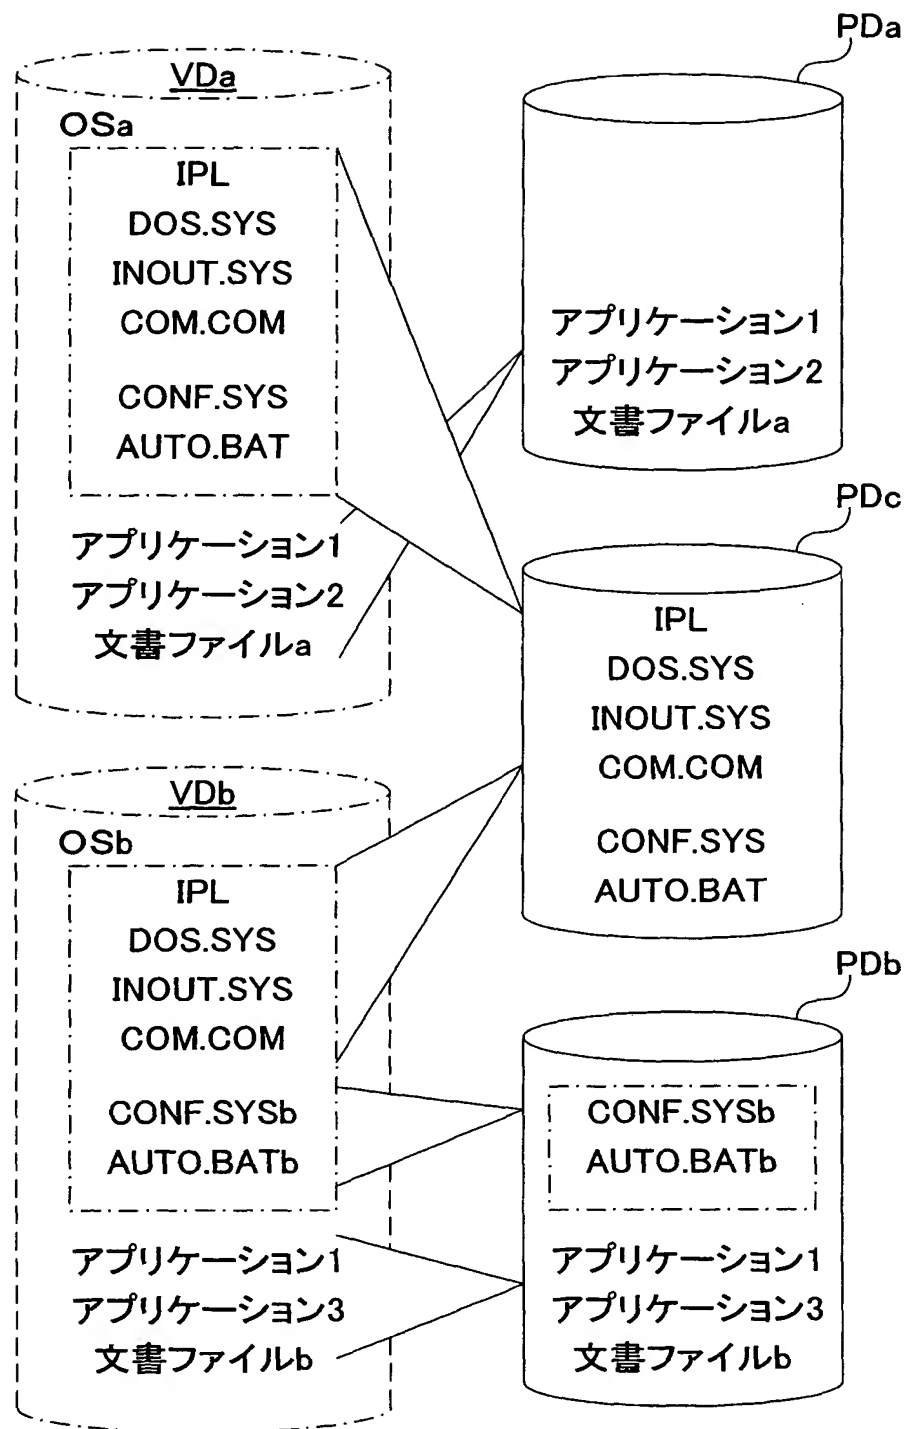 VDa
OSa
IPL
DOS.SYS
INOUT.SYS
COM.COM
CONF.SYS
AUTO.BAT
アプリケーション1
アプリケーション2
文書ファイルa
PDa
アプリケーション1
アプリケーション2
文書ファイルa
PDc
IPL
DOS.SYS
INOUT.SYS
COM.COM
CONF.SYS
AUTO.BAT
VDb
OSb
IPL
DOS.SYS
INOUT.SYS
COM.COM
CONF.SYSb
AUTO.BATb
アプリケーション1
アプリケーション3
文書ファイルb
PDb
CONF.SYSb
AUTO.BATb
アプリケーション1
アプリケーション3
文書ファイルb